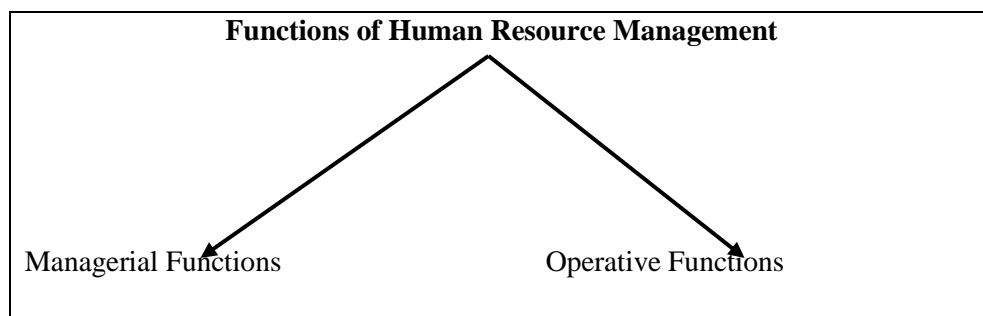 Functions of Human Resource Management
Managerial Functions Operative Functions